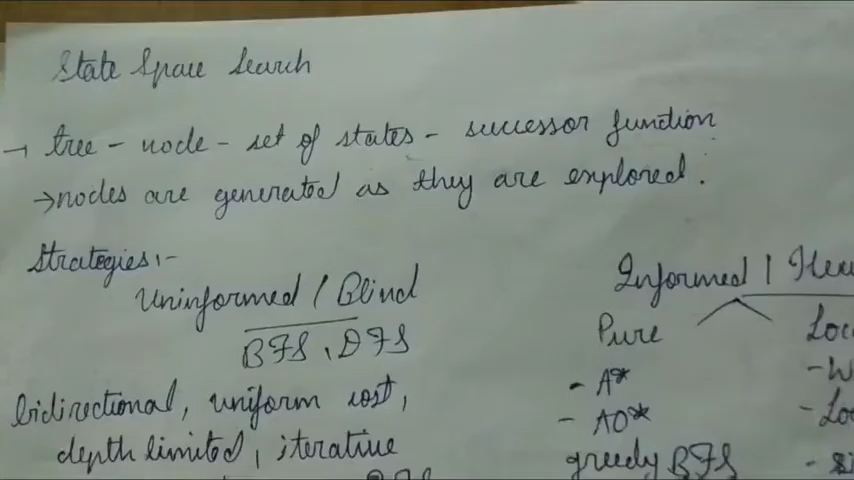 State Space Search
→ tree - node - set of states - successor function
→ nodes are generated as they are explored.
Strategies:-
Uninformed / Blind
BFS, DFS
bidirectional, uniform cost,
depth limited, iterative
Informed |
Pure
- A*
- AO*
greedy BFS